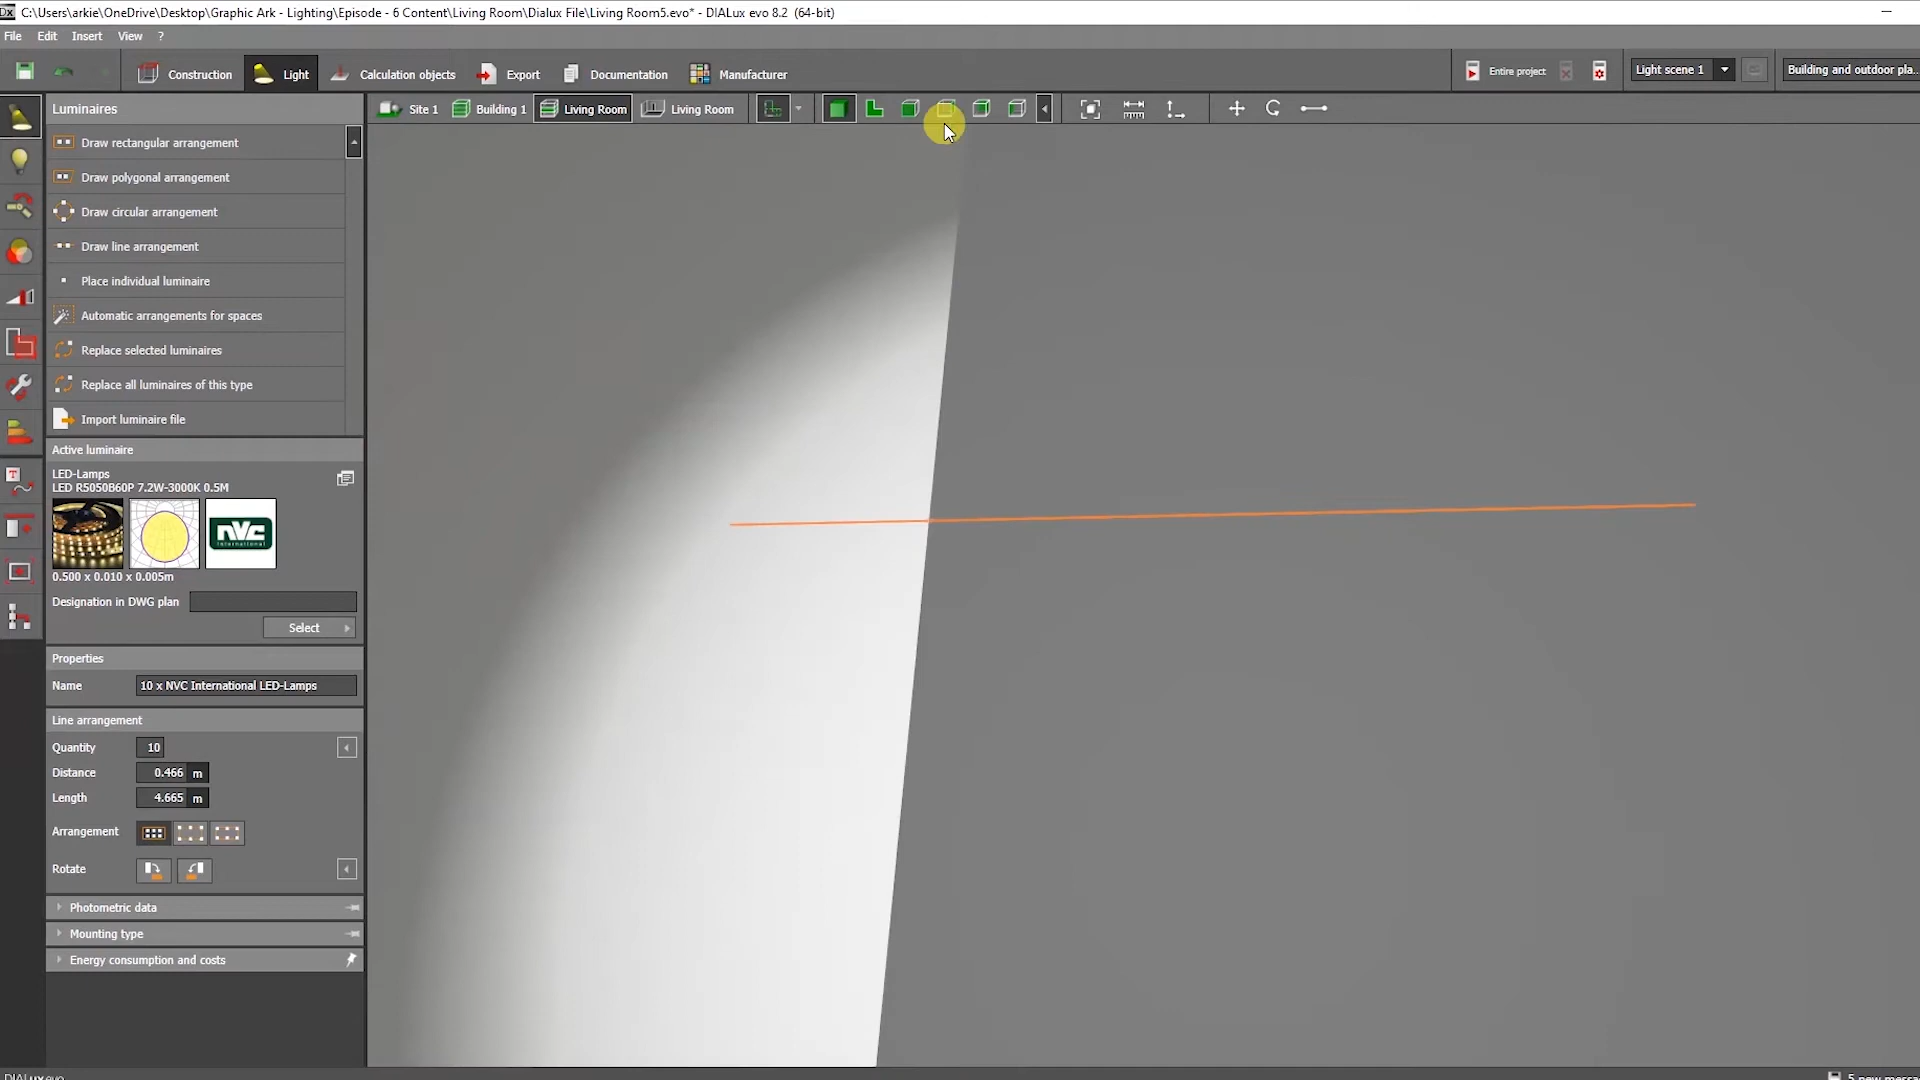 C:\Users\arkie\OneDrive\Desktop\Graphic Ark - Lighting\Episode - 6 Content\Living Room\Dialux File\Living Room5.evo* - DIALux evo 8.2 (64-bit)
File Edit Insert View ?
Construction Light Calculation objects Export Documentation Manufacturer Entire project Light scene 1 Building and outdoor pla...
Luminaires Site 1 Building 1 Living Room Living Room
Draw rectangular arrangement
Draw polygonal arrangement
Draw circular arrangement
Draw line arrangement
Place individual luminaire
Automatic arrangements for spaces
Replace selected luminaires
Replace all luminaires of this type
Import luminaire file
Active luminaire
LED-Lamps
LED R5050B60P 7.2W-3000K 0.5M
nvc
International
0.500 x 0.010 x 0.005m
Designation in DWG plan
Select
Properties
Name 10 x NVC International LED-Lamps
Line arrangement
Quantity 10
Distance 0.466 m
Length 4.665 m
Arrangement
Rotate
Photometric data
Mounting type
Energy consumption and costs
DIALux evo 5 new messa